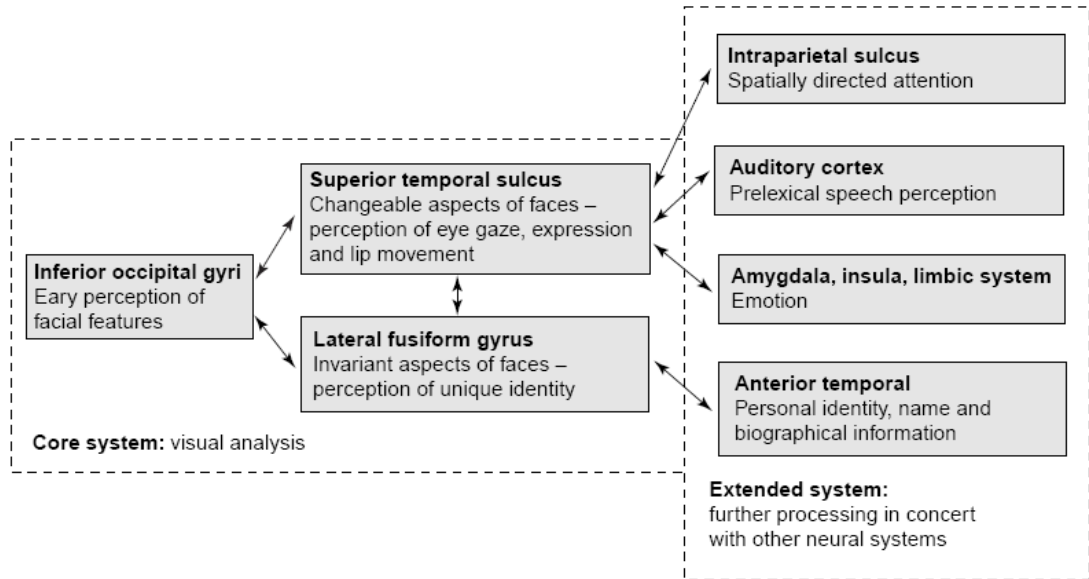 Intraparietal sulcus
Spatially directed attention
Superior temporal sulcus
Changeable aspects of faces –
perception of eye gaze, expression
and lip movement
Auditory cortex
Prelexical speech perception
Inferior occipital gyri
Eary perception of
facial features
Amygdala, insula, limbic system
Emotion
Lateral fusiform gyrus
Invariant aspects of faces –
perception of unique identity
Anterior temporal
Personal identity, name and
biographical information
Core system: visual analysis
Extended system:
further processing in concert
with other neural systems